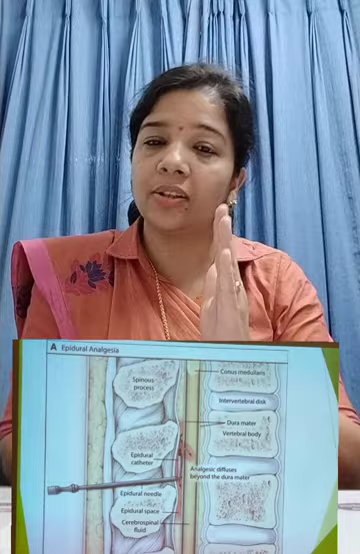 A Epidural Analgesia
Spinous
process
Conus medullaris
Intervertebral disk
Dura mater
Vertebral body
Epidural
catheter
Analgesic diffuses
beyond the dura mater
Epidural needle
Epidural space
Cerebrospinal
fluid